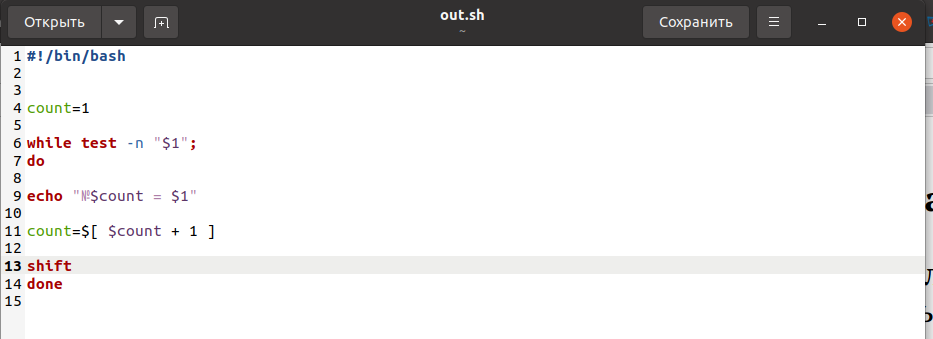 Открыть
out.sh
~
Сохранить
1 #!/bin/bash
2
3
4 count=1
5
6 while test -n "$1";
7 do
8
9 echo "№$count = $1"
10
11 count=$[ $count + 1 ]
12
13 shift
14 done
15